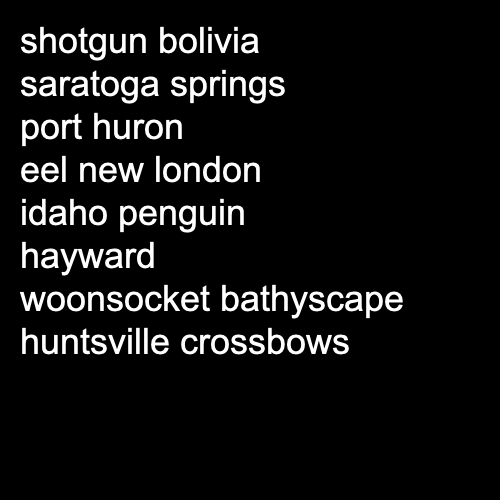 shotgun bolivia
saratoga springs
port huron
eel new london
idaho penguin
hayward
woonsocket bathyscape
huntsville crossbows